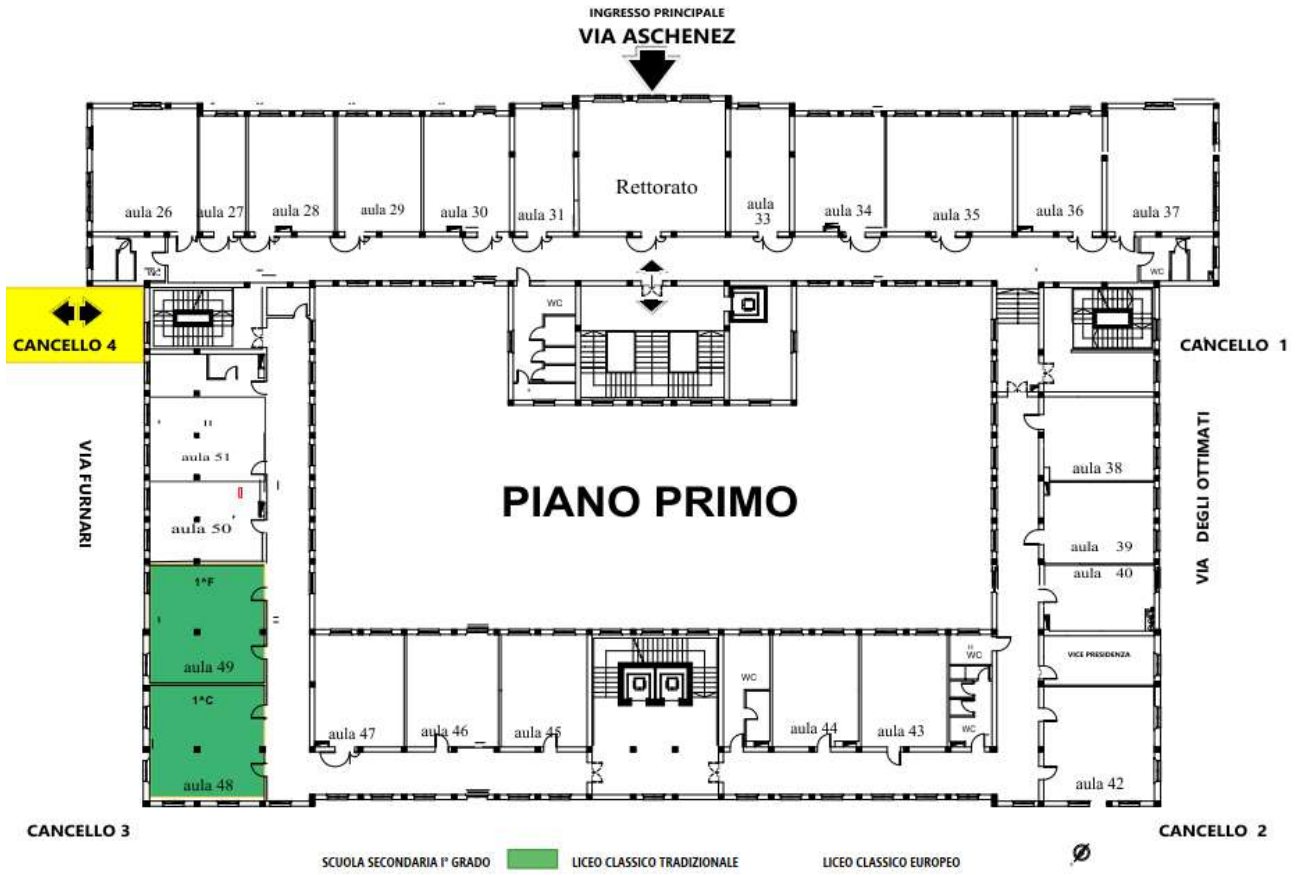 INGRESSO PRINCIPALE
VIA ASCHENEZ
Rettorato
aula 26
aula 27
aula 28
aula 29
aula 30
aula 31
aula
33
aula 34
aula 35
aula 36
aula 37
WC
WC
WC
CANCELLO 4
CANCELLO 1
VIA FURNARI
VIA DEGLI OTTIMATI
aula 51
aula 50
PIANO PRIMO
aula 38
aula 39
aula 40
1^F
aula 49
1^C
aula 48
VICE PRESIDENZA
WC
WC
WC
aula 47
aula 46
aula 45
aula 44
aula 43
aula 42
CANCELLO 3
CANCELLO 2
SCUOLA SECONDARIA I° GRADO
LICEO CLASSICO TRADIZIONALE
LICEO CLASSICO EUROPEO